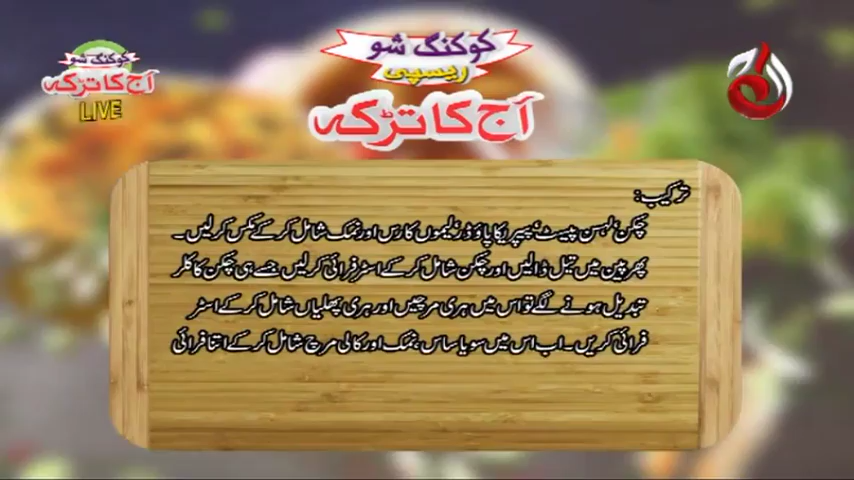 کوکنگ شو
آج کا تڑکہ
LIVE
کوکنگ شو
ریسپی
آج کا تڑکہ
آج
ترکیب:
چکن، لہسن پیسٹ، پیپریکا پاؤڈر، لیموں کا رس اور نمک شامل کر کے مکس کر لیں۔
پھر پین میں تیل ڈالیں اور چکن شامل کر کے اسٹر فرائی کر لیں جسے ہی چکن کا کلر
تبدیل ہونے لگے تو اس میں ہری مرچیں اور ہری پھلیاں شامل کر کے اسٹر
فرائی کریں۔ اب اس میں سویا ساس، نمک اور کالی مرچ شامل کر کے اتنا فرائی